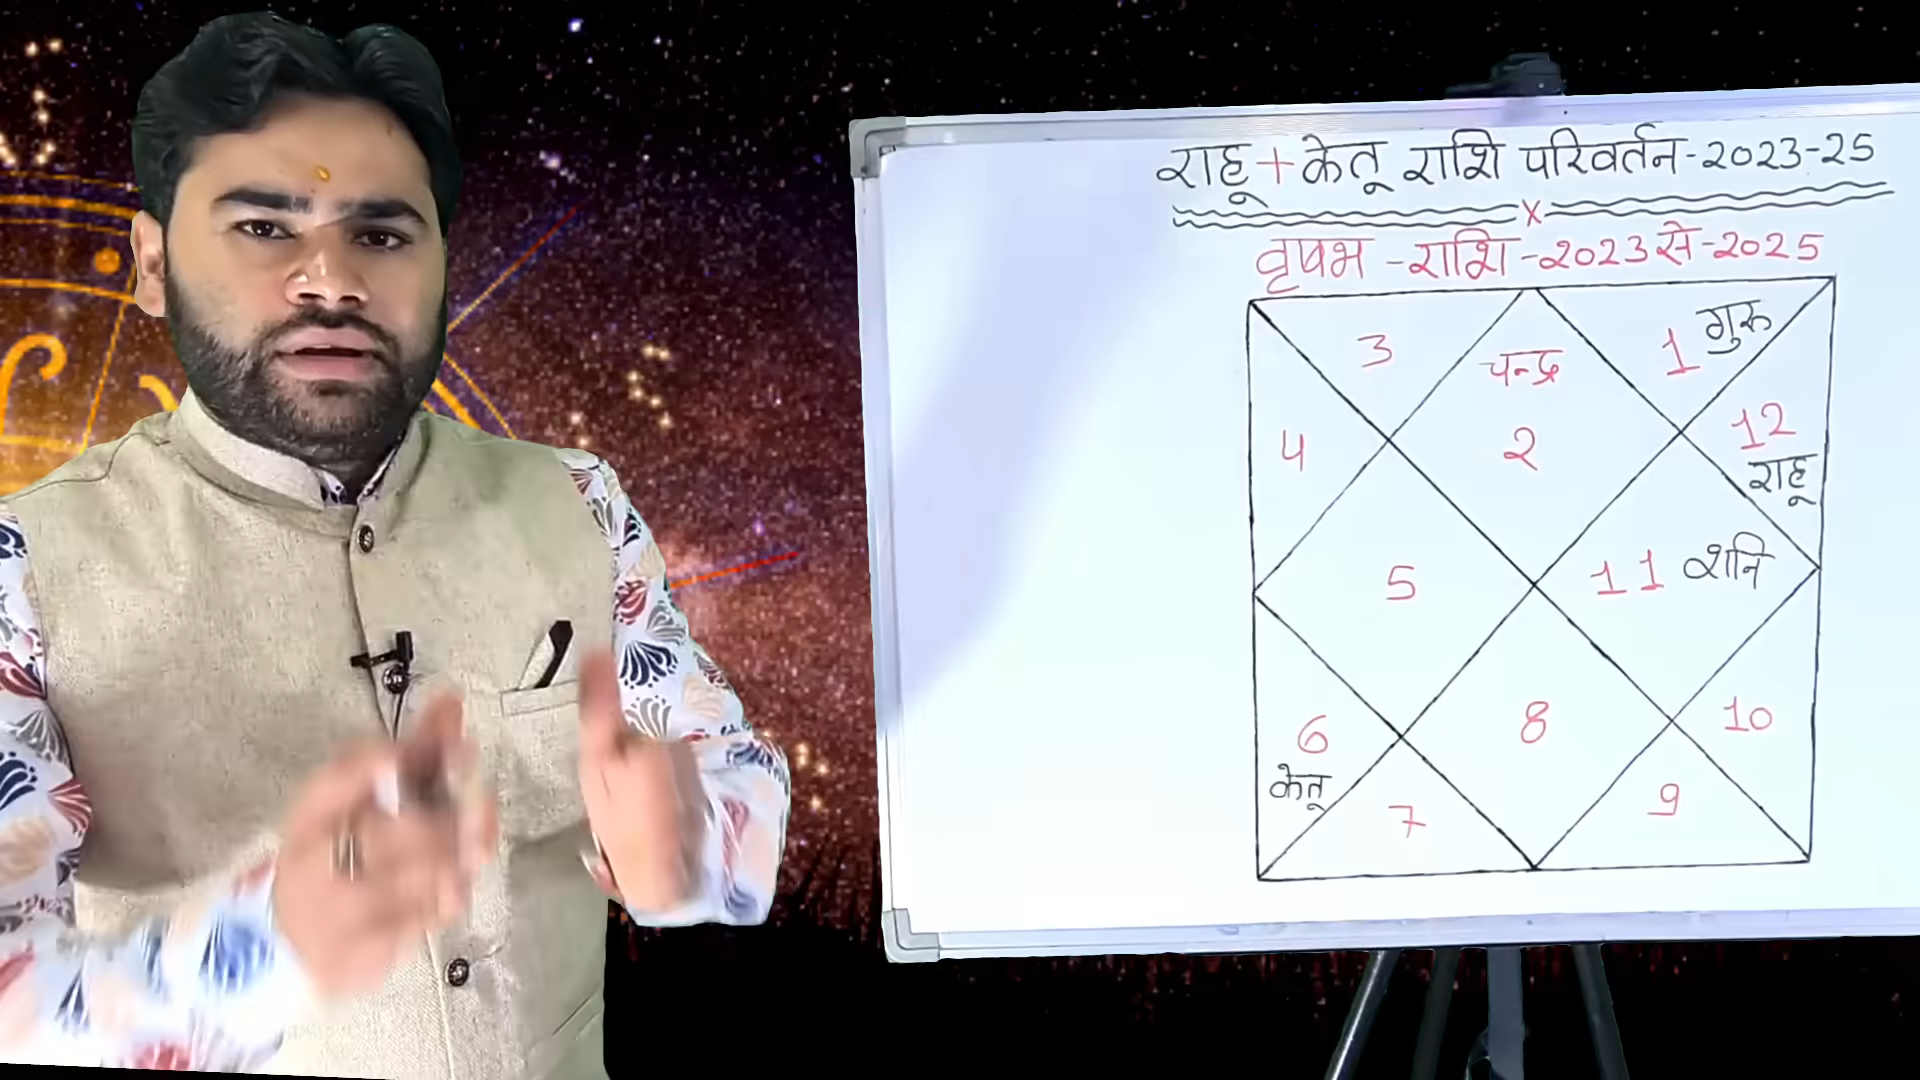 राहू + केतू राशि परिवर्तन-2023-25
x
वृषभ -राशि -2023 से -2025
3
चन्द्र
1 गुरू
4
2
12
राहू
5
11 शनि
6
केतू
8
10
7
9